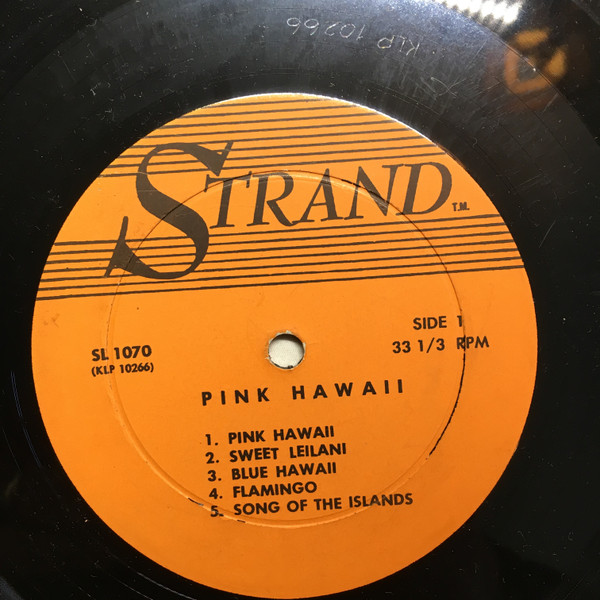 KLP 10266
STRAND T.M.
SIDE 1
SL 1070
33 1/3 RPM
(KLP 10266)
PINK HAWAII
1. PINK HAWAII
2. SWEET LEILANI
3. BLUE HAWAII
4. FLAMINGO
5. SONG OF THE ISLANDS